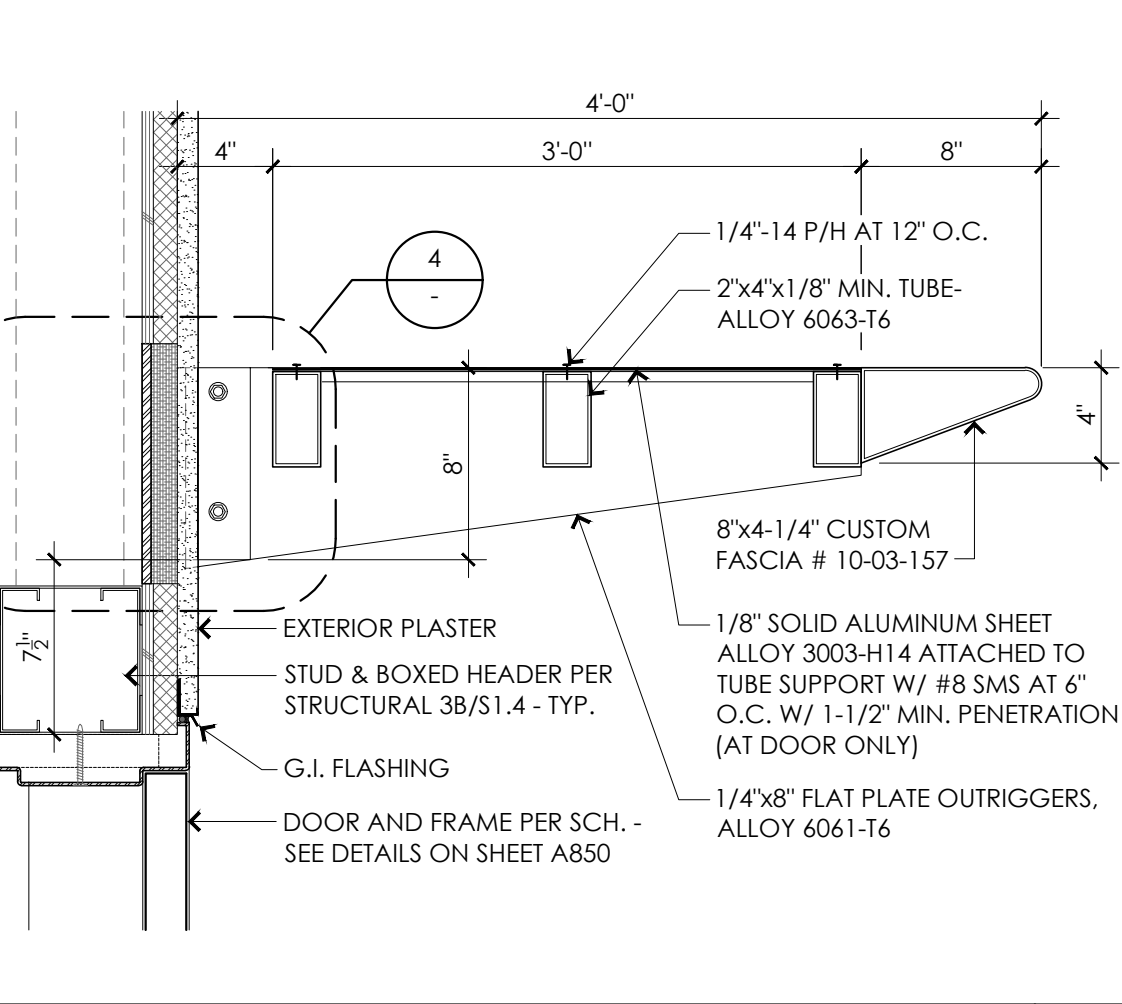 4'-0"
4"
3'-0"
8"
1/4"-14 P/H AT 12" O.C.
4
-
2"x4"x1/8" MIN. TUBE-
ALLOY 6063-T6
4"
8"
8"x4-1/4" CUSTOM
FASCIA # 10-03-157
EXTERIOR PLASTER
1/8" SOLID ALUMINUM SHEET
ALLOY 3003-H14 ATTACHED TO
TUBE SUPPORT W/ #8 SMS AT 6"
O.C. W/ 1-1/2" MIN. PENETRATION
(AT DOOR ONLY)
7 1/2"
STUD & BOXED HEADER PER
STRUCTURAL 3B/S1.4 - TYP.
G.I. FLASHING
1/4"x8" FLAT PLATE OUTRIGGERS,
ALLOY 6061-T6
DOOR AND FRAME PER SCH. -
SEE DETAILS ON SHEET A850